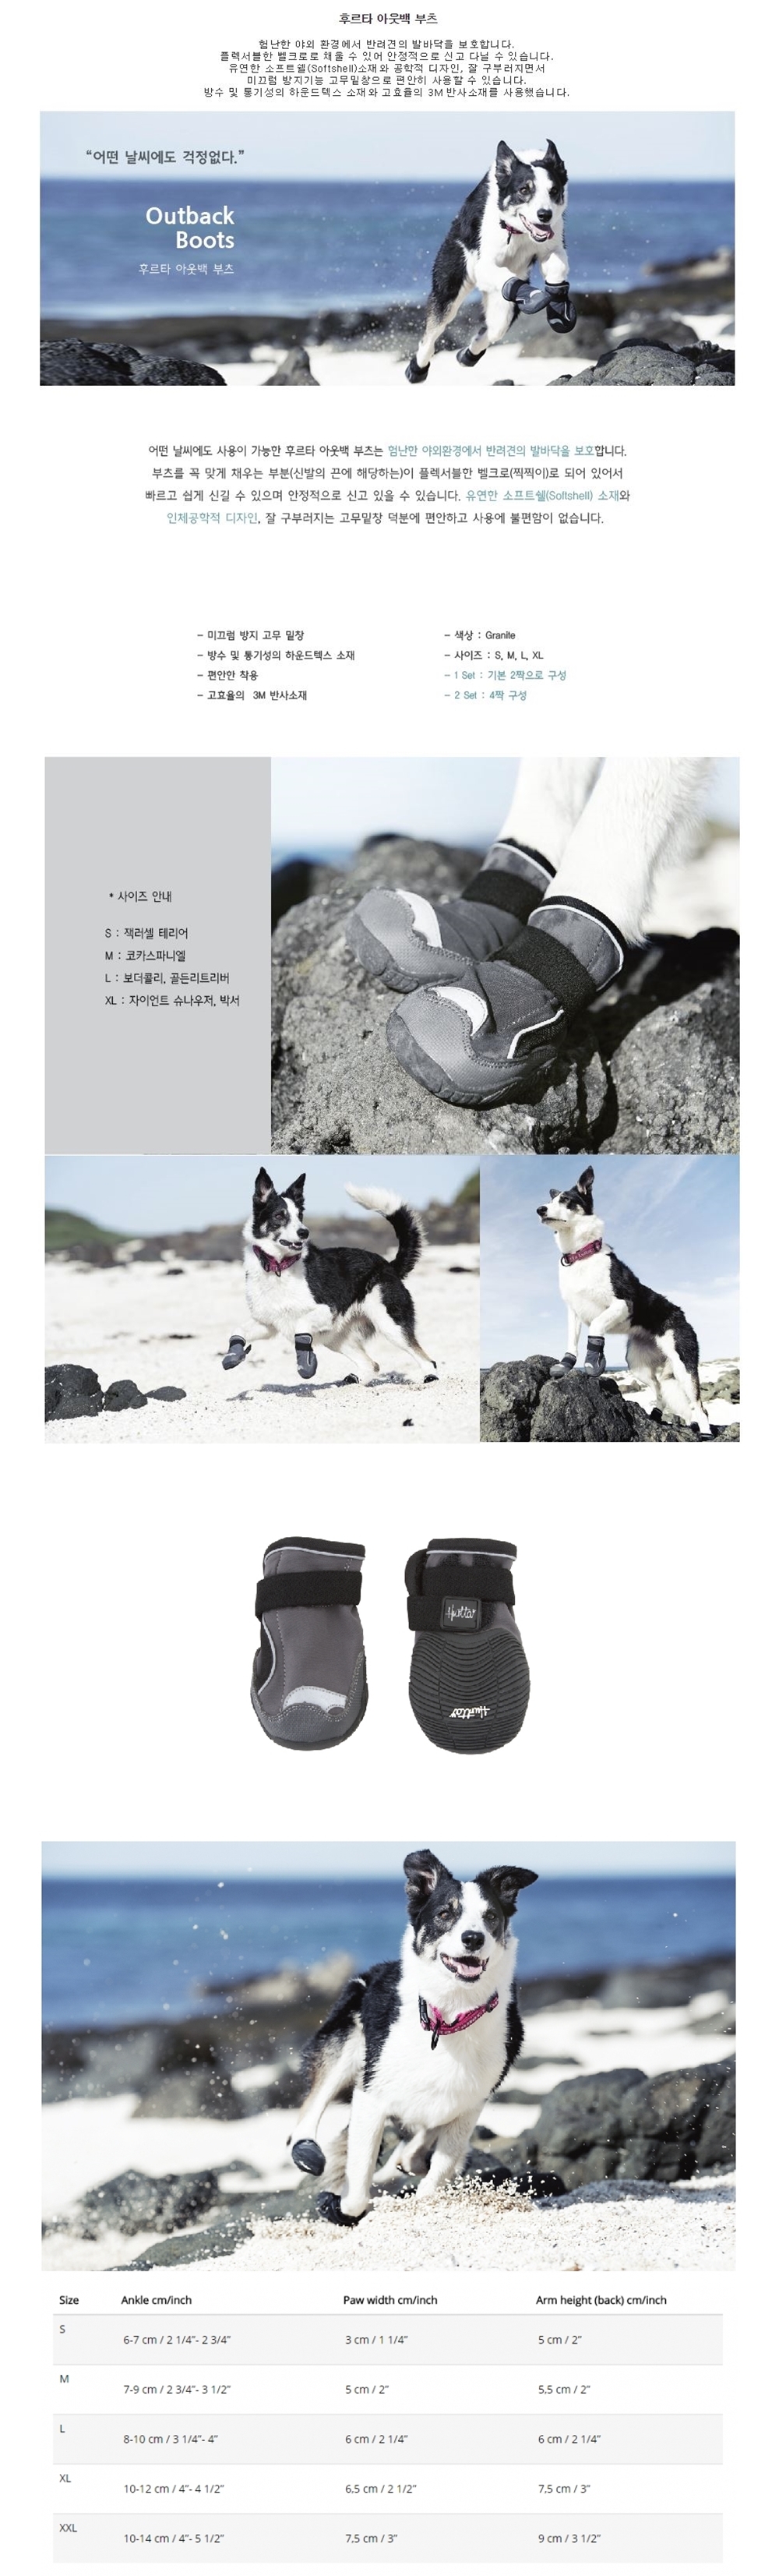 후르타 아웃백 부츠
험난한 야외 환경에서 반려견의 발바닥을 보호합니다.
플렉서블한 벨크로로 채울 수 있어 안정적으로 신고 다닐 수 있습니다.
유연한 소프트쉘(Softshell)소재와 공학적 디자인, 잘 구부러지면서
미끄럼 방지기능 고무밑창으로 편안히 사용할 수 있습니다.
방수 및 통기성의 하운드텍스 소재와 고효율의 3M 반사소재를 사용했습니다.
“어떤 날씨에도 걱정없다.”
Outback
Boots
후르타 아웃백 부츠
어떤 날씨에도 사용이 가능한 후르타 아웃백 부츠는 험난한 야외환경에서 반려견의 발바닥을 보호합니다.
부츠를 꼭 맞게 채우는 부분(신발의 끈에 해당하는)이 플렉서블한 벨크로(찍찍이)로 되어 있어서
빠르고 쉽게 신길 수 있으며 안정적으로 신고 있을 수 있습니다. 유연한 소프트쉘(Softshell) 소재와
인체공학적 디자인, 잘 구부러지는 고무밑창 덕분에 편안하고 사용에 불편함이 없습니다.
- 미끄럼 방지 고무 밑창
- 방수 및 통기성의 하운드텍스 소재
- 편안안 착용
- 고효율의 3M 반사소재
- 색상 : Granite
- 사이즈 : S, M, L, XL
- 1 Set : 기본 2짝으로 구성
- 2 Set : 4짝 구성
* 사이즈 안내
S : 잭러셀 테리어
M : 코카스파니엘
L : 보더콜리, 골든리트리버
XL : 자이언트 슈나우저, 박서
Hurtta
Hurtta
Size Ankle cm/inch Paw width cm/inch Arm height (back) cm/inch
S 6-7 cm / 2 1/4”- 2 3/4” 3 cm / 1 1/4” 5 cm / 2”
M 7-9 cm / 2 3/4”- 3 1/2” 5 cm / 2” 5,5 cm / 2”
L 8-10 cm / 3 1/4”- 4” 6 cm / 2 1/4” 6 cm / 2 1/4”
XL 10-12 cm / 4”- 4 1/2” 6,5 cm / 2 1/2” 7,5 cm / 3”
XXL 10-14 cm / 4”- 5 1/2” 7,5 cm / 3” 9 cm / 3 1/2”